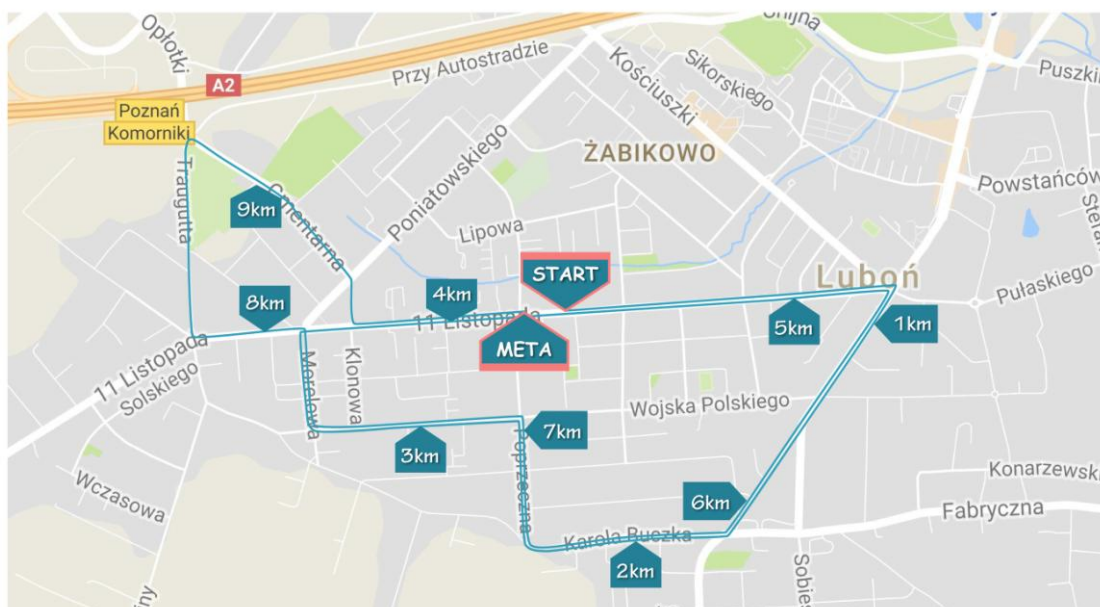 Unijna
Opłotki
Przy Autostradzie
Sikorskiego
Puszkin
A2
Kościuszki
Poznań
Komorniki
ŻABIKOWO
Traugutta
Poniatowskiego
Powstańców
9km
Cmentarna
Lipowa
START
Luboń
Pułaskiego
8km
4km
11 Listopada
5km
1km
META
11 Listopada
Solskiego
Morelowa
Klonowa
Wojska Polskiego
3km
7km
Poprzeczna
Wczasowa
Konarzewski
6km
Fabryczna
Karola Buczka
2km